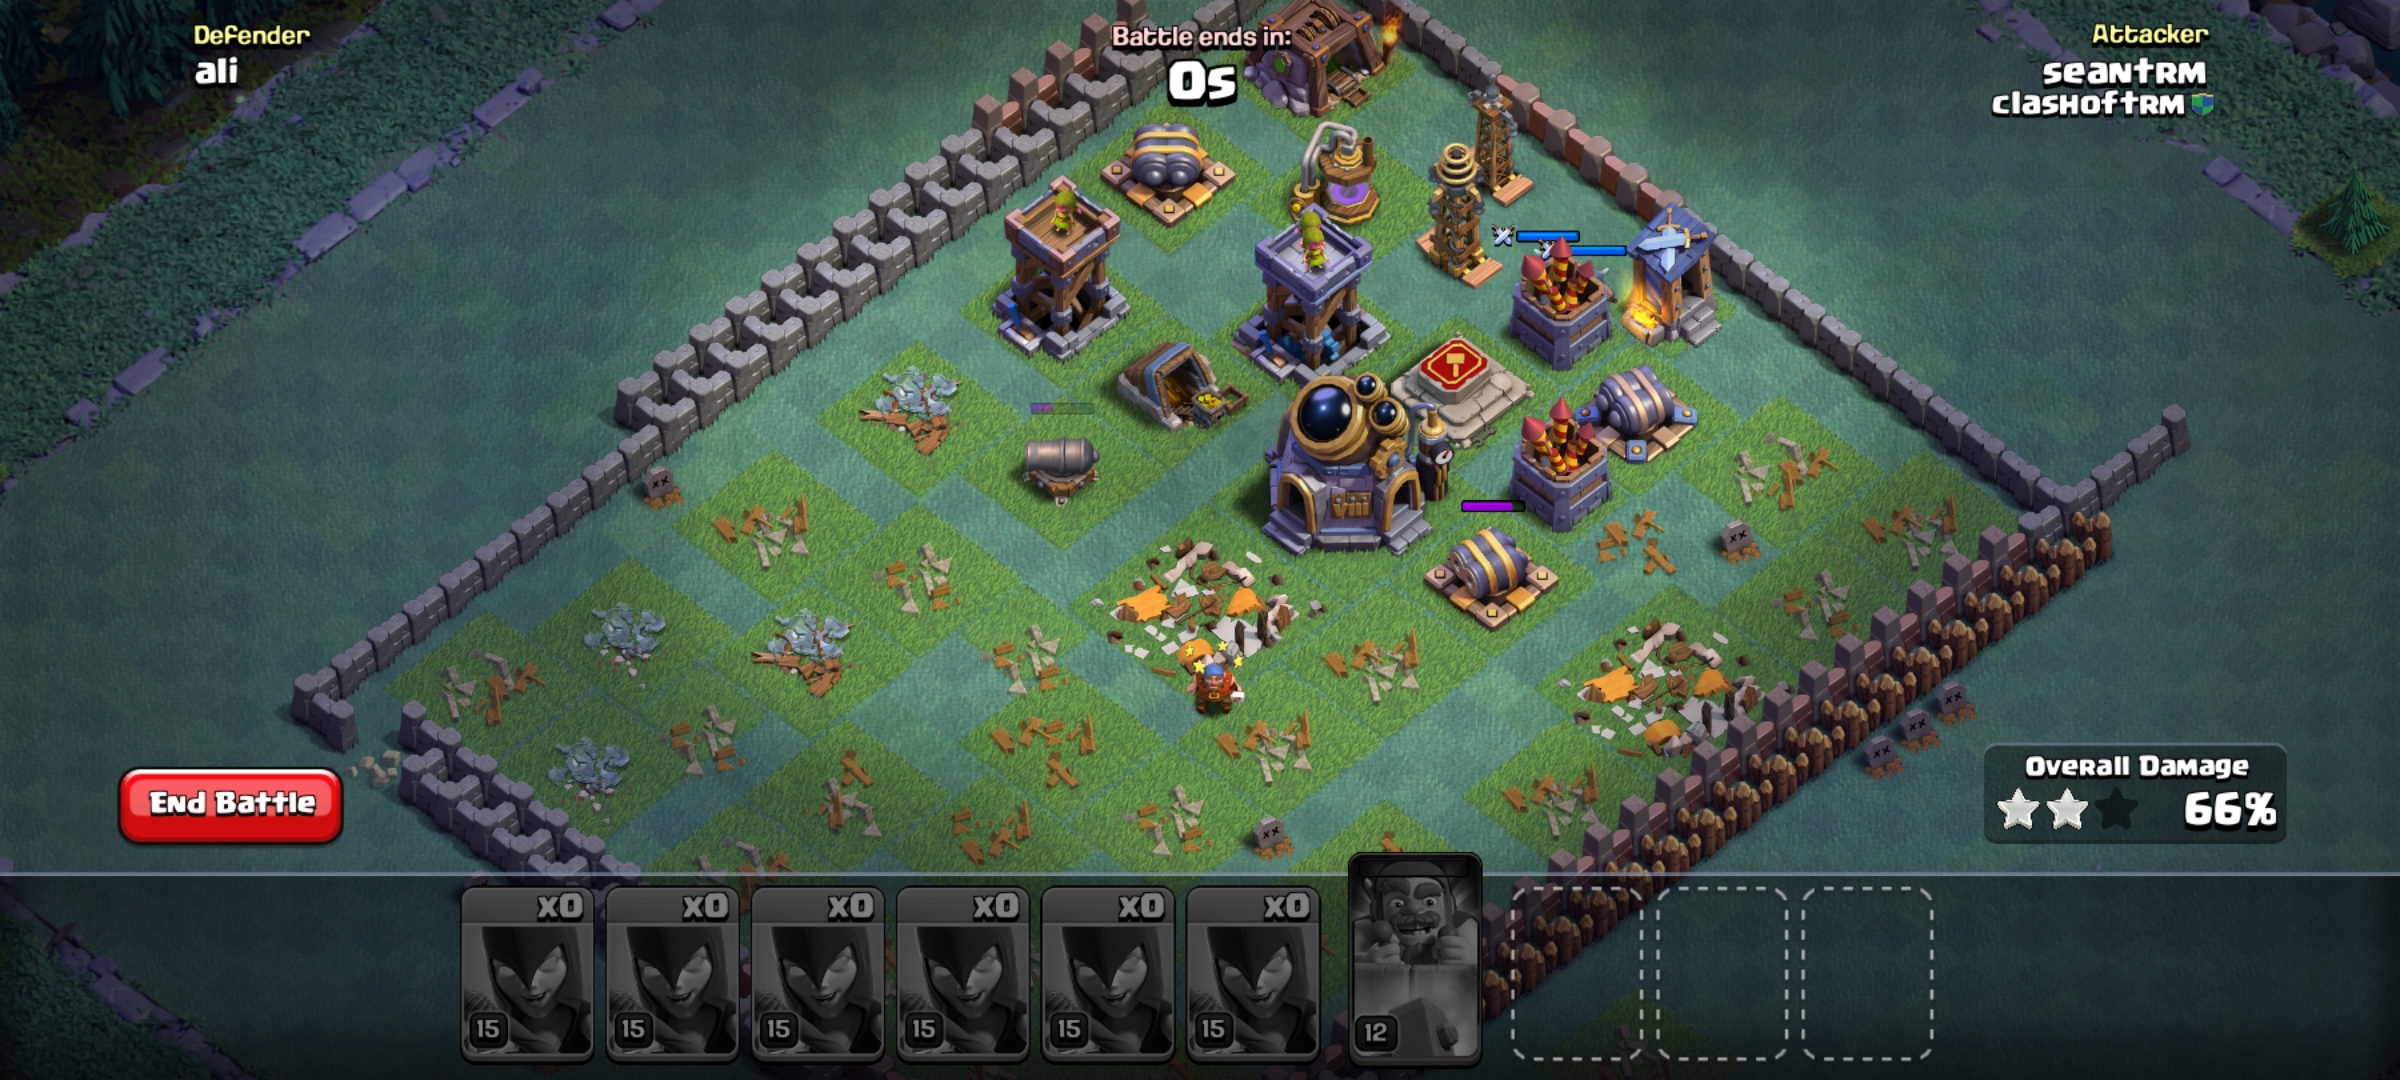 Defender
ali
Battle ends in:
0s
Attacker
seantRM
clashoftRM
VIII
End Battle
Overall Damage
66%
x0
x0
x0
x0
x0
x0
15
15
15
15
15
15
12